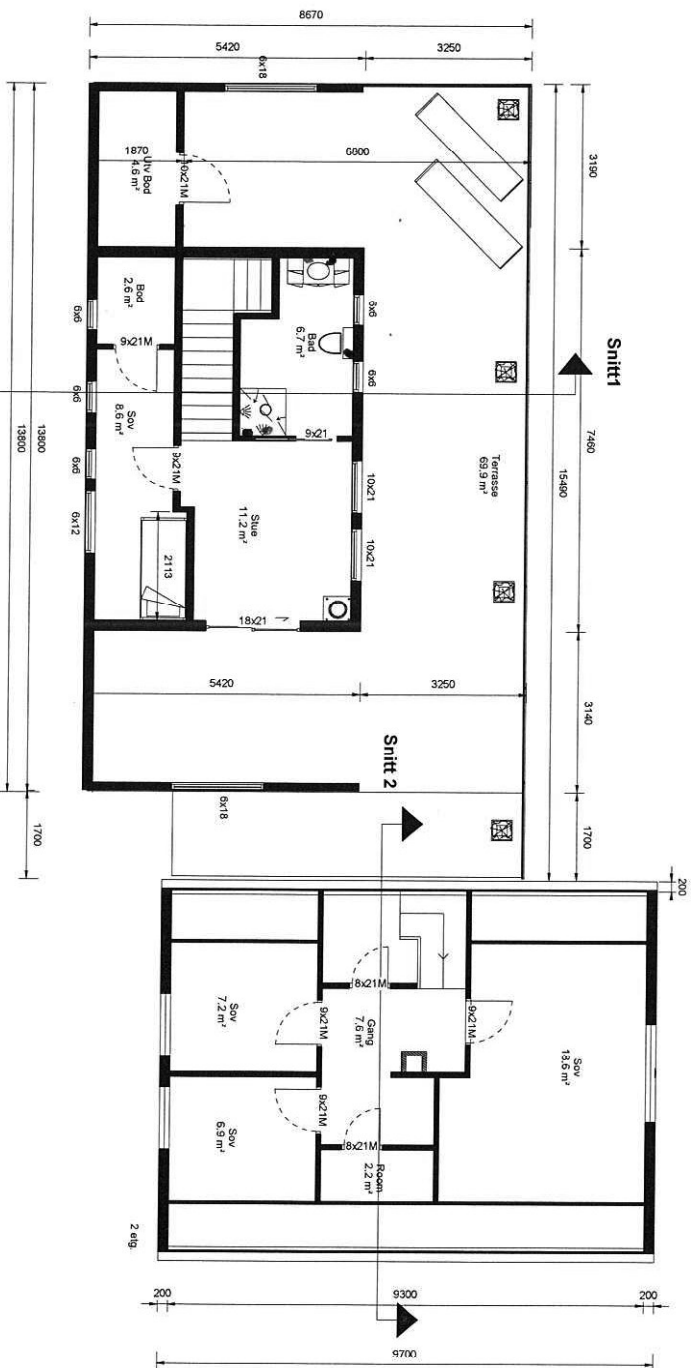 8670
5420
3250
6x18
3190
7460
15490
3140
1700
13800
13800
1700
1870
Utv Bod
4.6 m²
10x21M
6800
Bod
2.6 m²
9x21M
6x6
6x6
6x6
6x12
Sov
8.6 m²
9x21M
2113
Bad
6.7 m²
9x21
6x6
6x6
10x21
10x21
Stue
11.2 m²
18x21
Terrasse
69.9 m²
Snitt1
5420
3250
6x18
Snitt 2
200
Sov
7.2 m²
9x21M
8x21M
Gang
7.6 m²
9x21M
Sov
6.9 m²
9x21M
8x21M
Room
2.2 m²
2 etg.
200
9300
200
9700